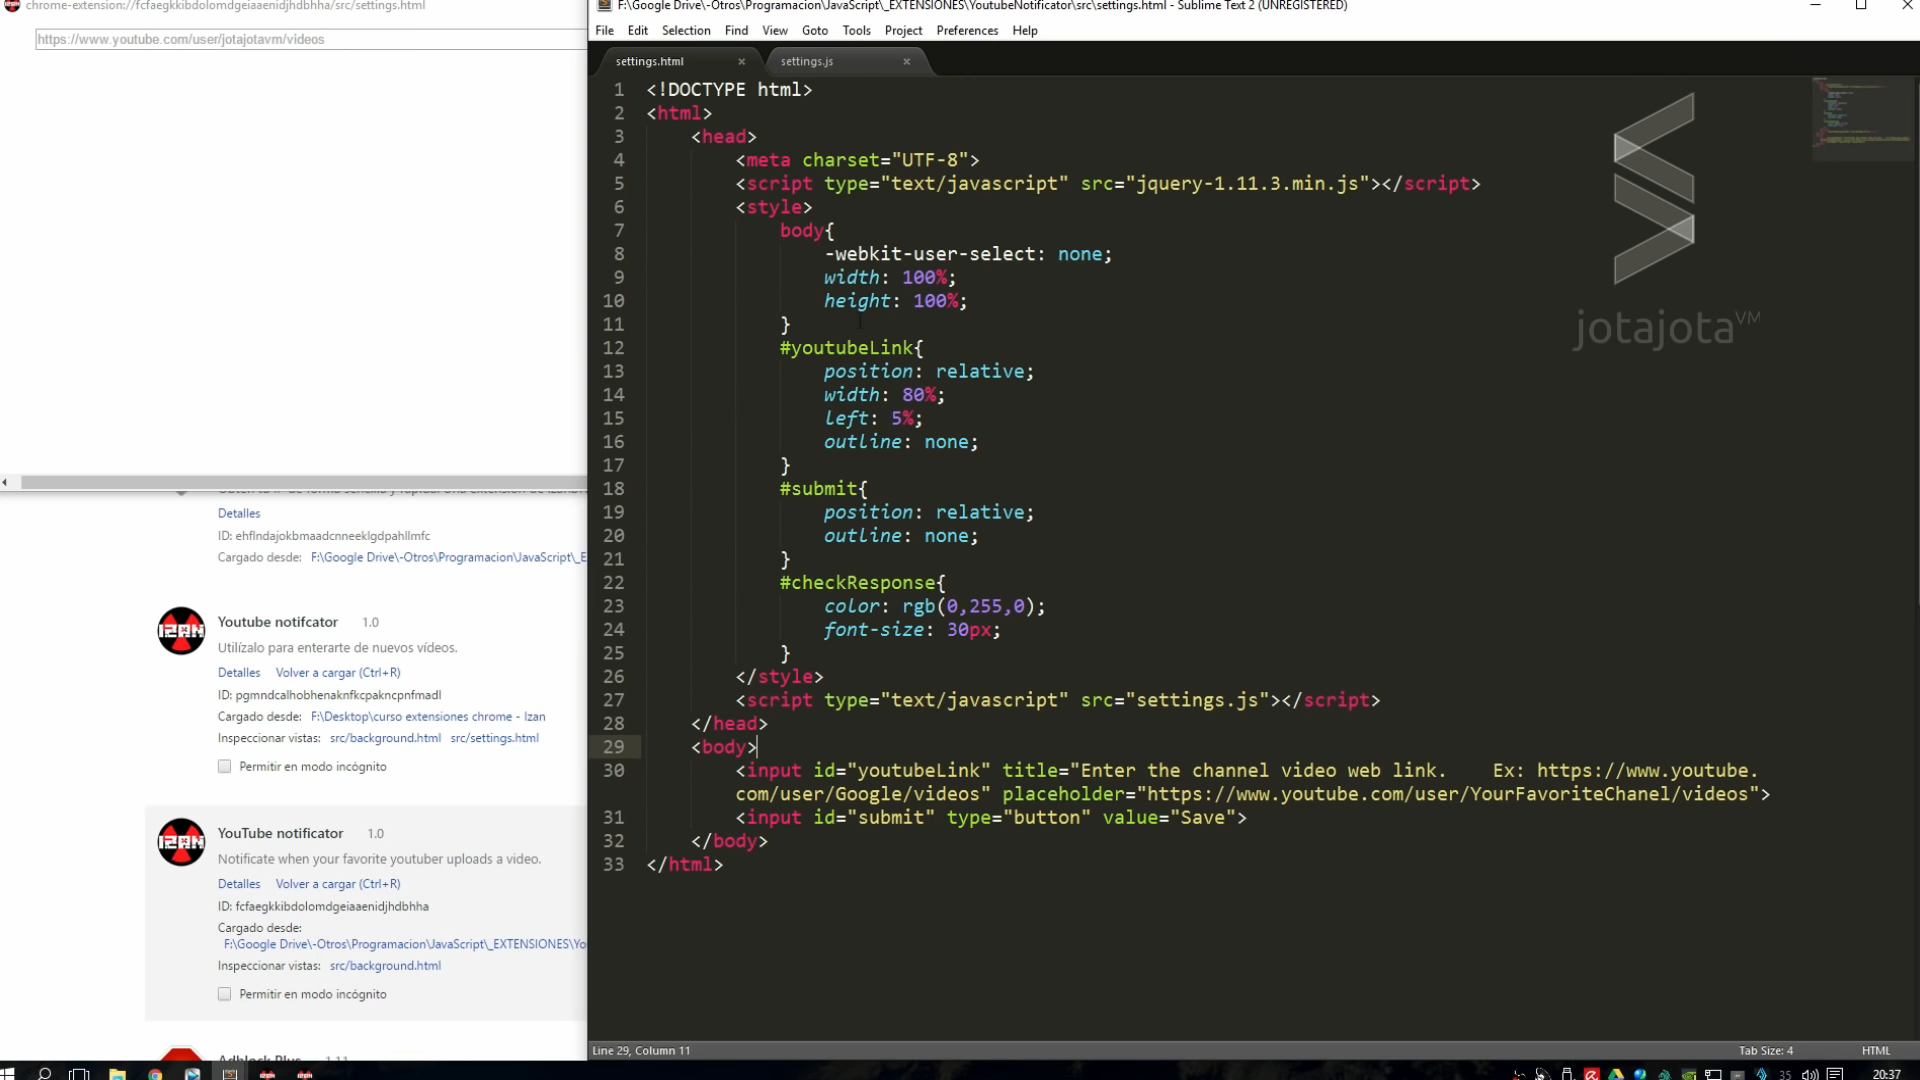 chrome-extension://fcfaegkkibdolomdgeiaaenidjhdbhha/src/settings.html
https://www.youtube.com/user/jotajotavm/videos
Detalles
ID: ehflndajokbmaadcnneeklgdpahllmfc
Cargado desde: F:\Google Drive\-Otros\Programacion\JavaScript\_E
Youtube notifcator 1.0
Utilízalo para enterarte de nuevos vídeos.
Detalles Volver a cargar (Ctrl+R)
ID: pgmndcalhobhenaknfkcpakncpnfmadl
Cargado desde: F:\Desktop\curso extensiones chrome - Izan
Inspeccionar vistas: src/background.html src/settings.html
Permitir en modo incógnito
YouTube notificator 1.0
Notificate when your favorite youtuber uploads a video.
Detalles Volver a cargar (Ctrl+R)
ID: fcfaegkkibdolomdgeiaaenidjhdbhha
Cargado desde:
F:\Google Drive\-Otros\Programacion\JavaScript\_EXTENSIONES\Yo
Inspeccionar vistas: src/background.html
Permitir en modo incógnito
F:\Google Drive\-Otros\Programacion\JavaScript\_EXTENSIONES\YoutubeNotificator\src\settings.html - Sublime Text 2 (UNREGISTERED)
File Edit Selection Find View Goto Tools Project Preferences Help
settings.html settings.js
1 <!DOCTYPE html>
2 <html>
3 <head>
4 <meta charset="UTF-8">
5 <script type="text/javascript" src="jquery-1.11.3.min.js"></script>
6 <style>
7 body{
8 -webkit-user-select: none;
9 width: 100%;
10 height: 100%;
11 }
12 #youtubeLink{
13 position: relative;
14 width: 80%;
15 left: 5%;
16 outline: none;
17 }
18 #submit{
19 position: relative;
20 outline: none;
21 }
22 #checkResponse{
23 color: rgb(0,255,0);
24 font-size: 30px;
25 }
26 </style>
27 <script type="text/javascript" src="settings.js"></script>
28 </head>
29 <body>
30 <input id="youtubeLink" title="Enter the channel video web link. Ex: https://www.youtube.
com/user/Google/videos" placeholder="https://www.youtube.com/user/YourFavoriteChanel/videos">
31 <input id="submit" type="button" value="Save">
32 </body>
33 </html>
jotajotaVM
Line 29, Column 11 Tab Size: 4 HTML
35 20:37
IZAN
IZAN